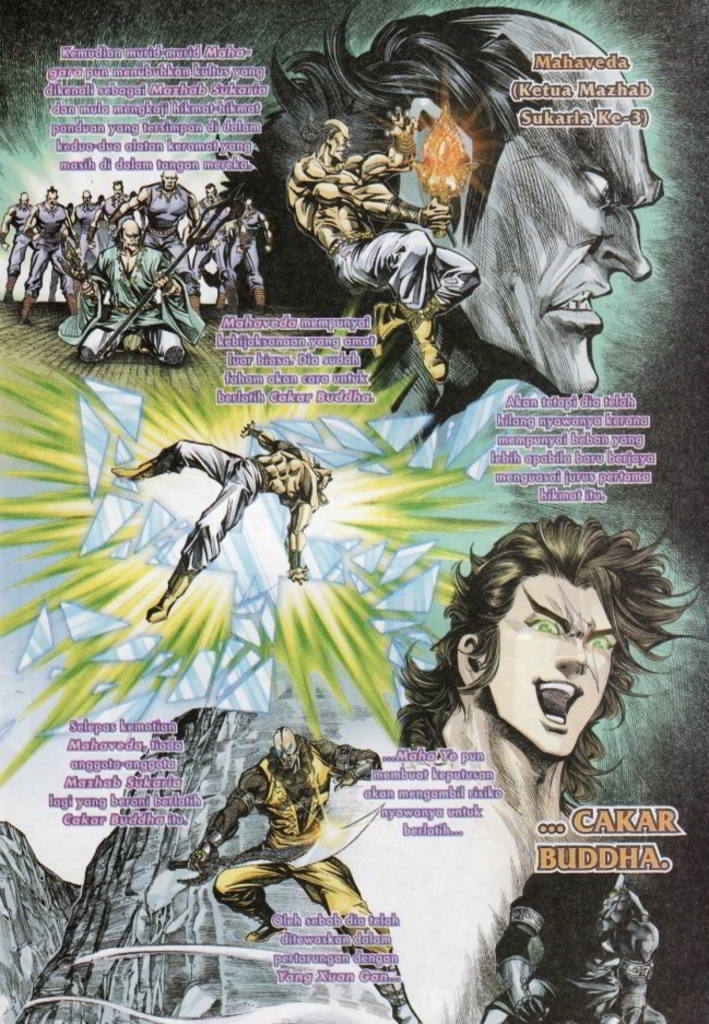 Kemudian murid-murid Maha-
gara pun menubuhkan kultus yang
dikenali sebagai Mazhab Sukaria
dan mula mengkaji hikmat-hikmat
panduan yang tersimpan di dalam
kedua-dua alatan keramat yang
masih di dalam tangan mereka.
Mahaveda
(Ketua Mazhab
Sukaria Ke-3)
Mahaveda mempunyai
kebijaksanaan yang amat
luar biasa. Dia sudah
faham akan cara untuk
berlatih Cakar Buddha.
Akan tetapi dia telah
hilang nyawanya kerana
mempunyai beban yang
lebih apabila baru berjaya
menguasai jurus pertama
hikmat itu.
Selepas kematian
Mahaveda, tiada
anggota-anggota
Mazhab Sukaria
lagi yang berani berlatih
Cakar Buddha itu.
...Maha Ye pun
membuat keputusan
akan mengambil risiko
nyawanya untuk
berlatih...
... CAKAR
BUDDHA.
Oleh sebab dia telah
ditewaskan dalam
pertarungan dengan
Yang Xuan Gan...